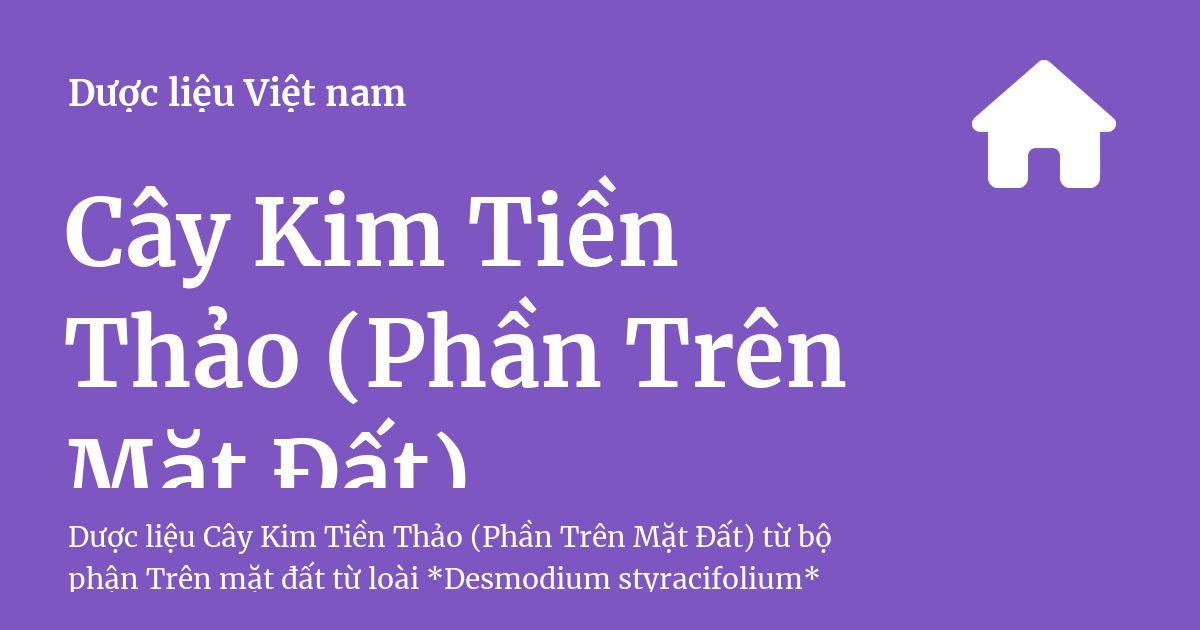 Dược liệu Việt nam
Cây Kim Tiền
Thảo (Phần Trên
Mặt Đất)
Dược liệu Cây Kim Tiền Thảo (Phần Trên Mặt Đất) từ bộ
phận Trên mặt đất từ loài *Desmodium styracifolium*